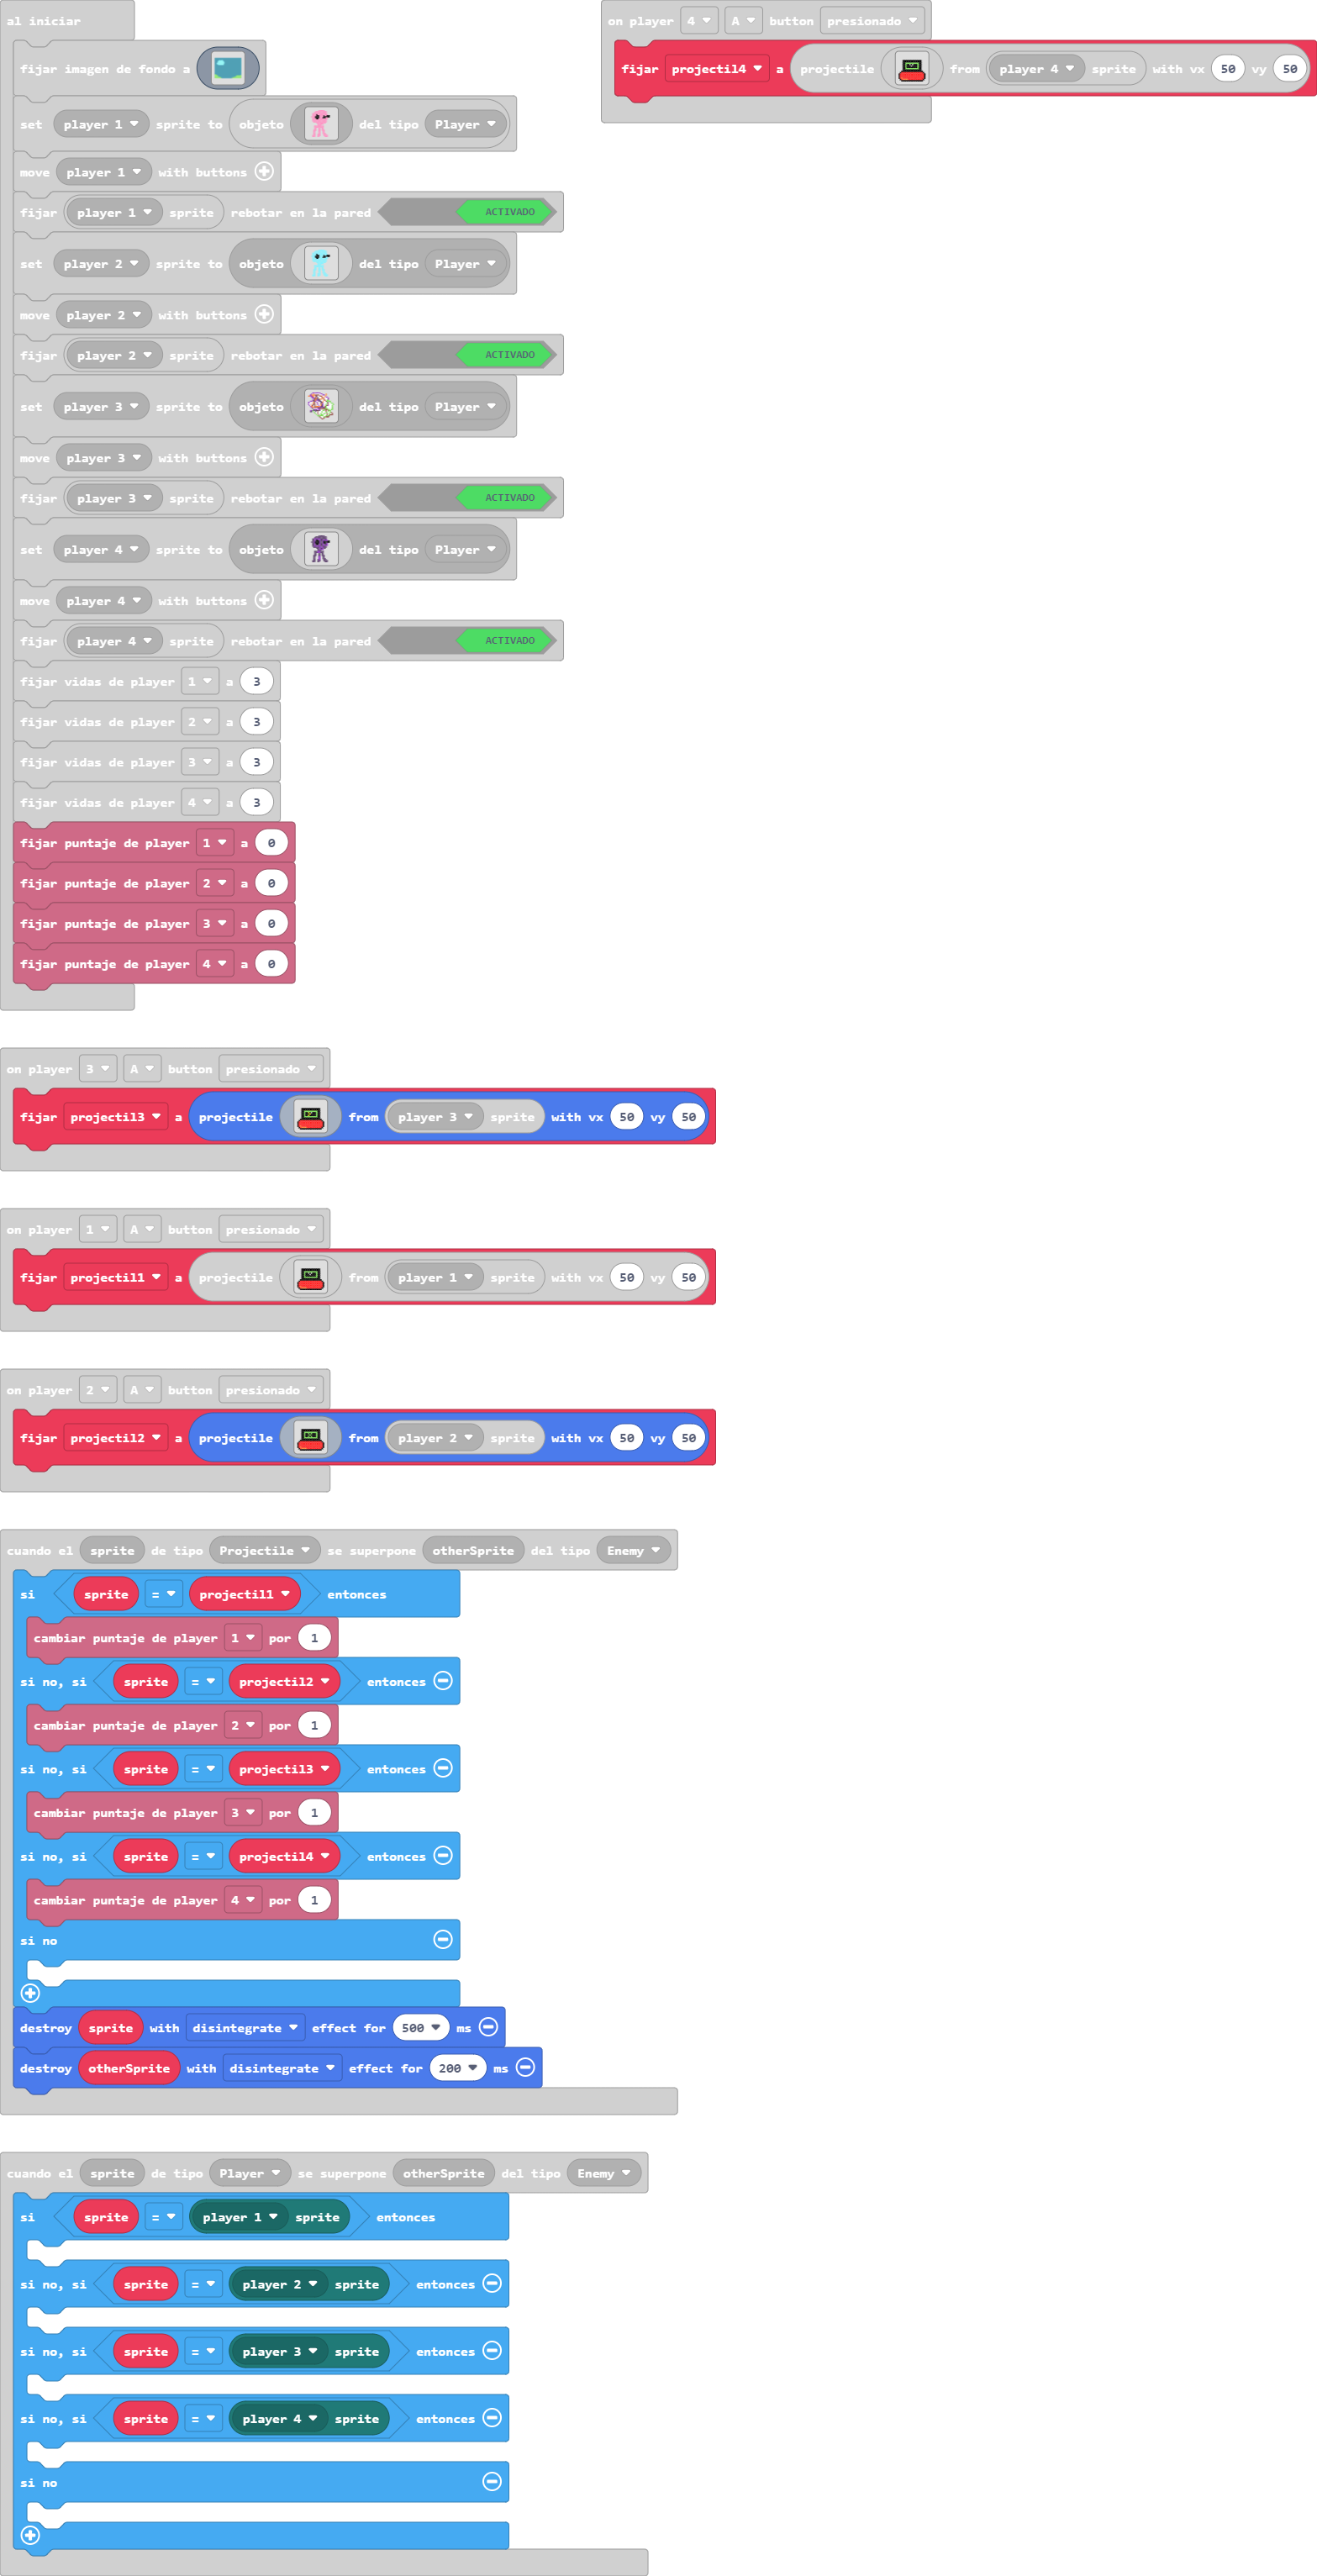 al iniciar
fijar imagen de fondo a
set player 1 sprite to objeto del tipo Player
move player 1 with buttons
fijar player 1 sprite rebotar en la pared ACTIVADO
set player 2 sprite to objeto del tipo Player
move player 2 with buttons
fijar player 2 sprite rebotar en la pared ACTIVADO
set player 3 sprite to objeto del tipo Player
move player 3 with buttons
fijar player 3 sprite rebotar en la pared ACTIVADO
set player 4 sprite to objeto del tipo Player
move player 4 with buttons
fijar player 4 sprite rebotar en la pared ACTIVADO
fijar vidas de player 1 a 3
fijar vidas de player 2 a 3
fijar vidas de player 3 a 3
fijar vidas de player 4 a 3
fijar puntaje de player 1 a 0
fijar puntaje de player 2 a 0
fijar puntaje de player 3 a 0
fijar puntaje de player 4 a 0
on player 4 A button presionado
fijar projectil4 a projectile from player 4 sprite with vx 50 vy 50
on player 3 A button presionado
fijar projectil3 a projectile from player 3 sprite with vx 50 vy 50
on player 1 A button presionado
fijar projectil1 a projectile from player 1 sprite with vx 50 vy 50
on player 2 A button presionado
fijar projectil2 a projectile from player 2 sprite with vx 50 vy 50
cuando el sprite de tipo Projectile se superpone otherSprite del tipo Enemy
si sprite = projectil1 entonces
cambiar puntaje de player 1 por 1
si no, si sprite = projectil2 entonces
cambiar puntaje de player 2 por 1
si no, si sprite = projectil3 entonces
cambiar puntaje de player 3 por 1
si no, si sprite = projectil4 entonces
cambiar puntaje de player 4 por 1
si no
destroy sprite with disintegrate effect for 500 ms
destroy otherSprite with disintegrate effect for 200 ms
cuando el sprite de tipo Player se superpone otherSprite del tipo Enemy
si sprite = player 1 sprite entonces
si no, si sprite = player 2 sprite entonces
si no, si sprite = player 3 sprite entonces
si no, si sprite = player 4 sprite entonces
si no